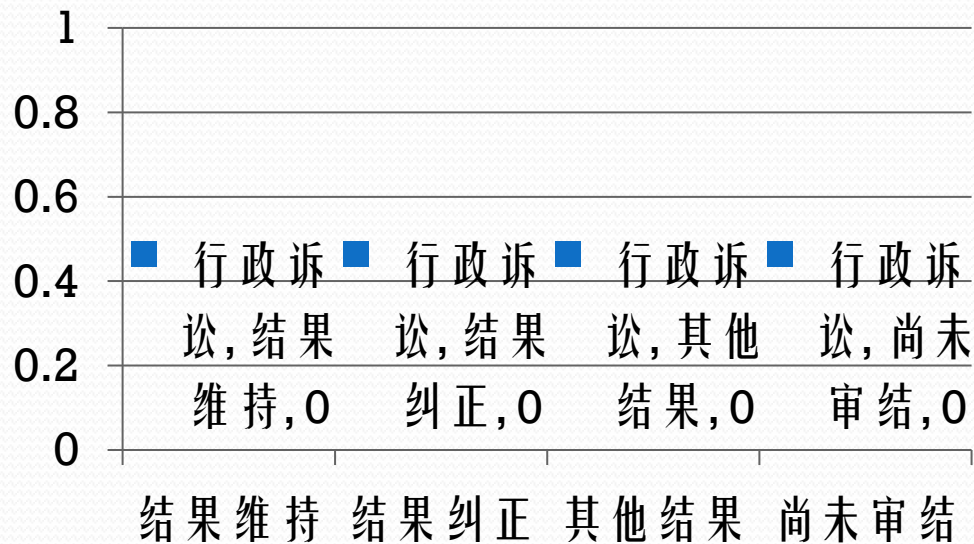 1
0.8
0.6
0.4
0.2
0
行政诉
讼,结果
维持,0
行政诉
讼,结果
纠正,0
行政诉
讼,其他
结果,0
行政诉
讼,尚未
审结,0
结果维持
结果纠正
其他结果
尚未审结